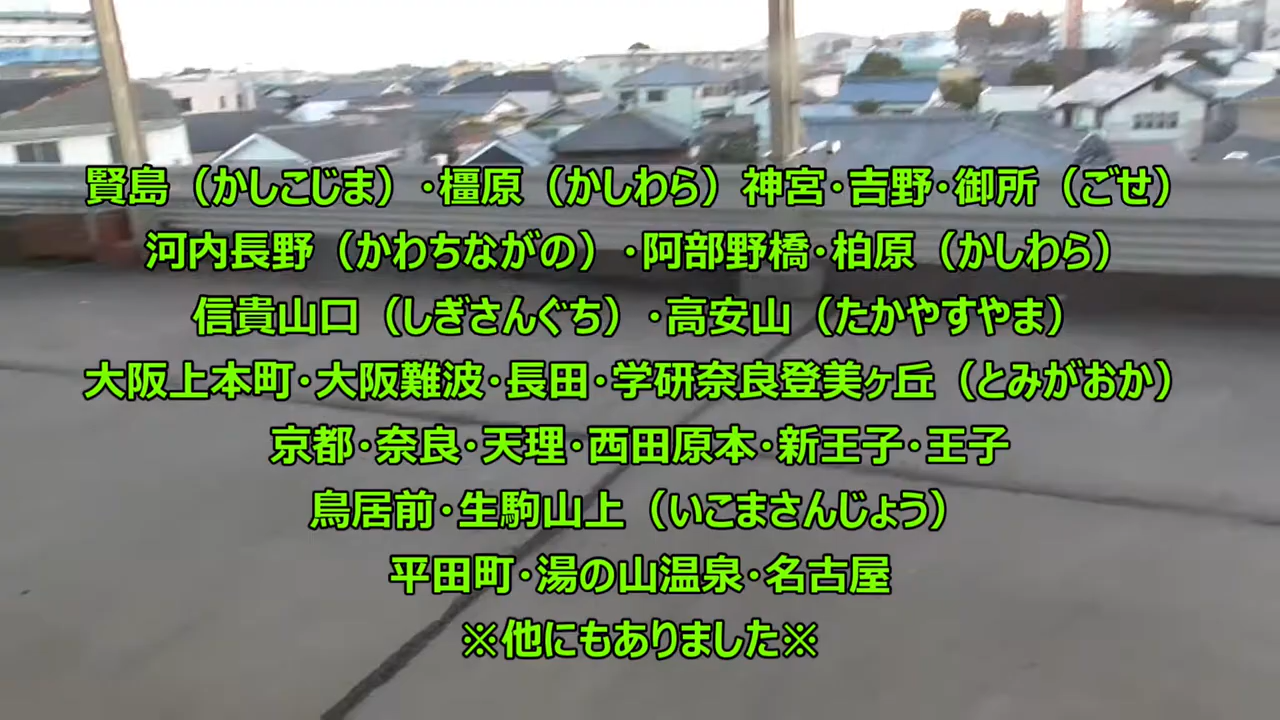 賢島（かしこじま）・橿原（かしわら）神宮・吉野・御所（ごせ）
河内長野（かわちながの）・阿部野橋・柏原（かしわら）
信貴山口（しぎさんぐち）・高安山（たかやすやま）
大阪上本町・大阪難波・長田・学研奈良登美ヶ丘（とみがおか）
京都・奈良・天理・西田原本・新王子・王子
鳥居前・生駒山上（いこまさんじょう）
平田町・湯の山温泉・名古屋
※他にもありました※